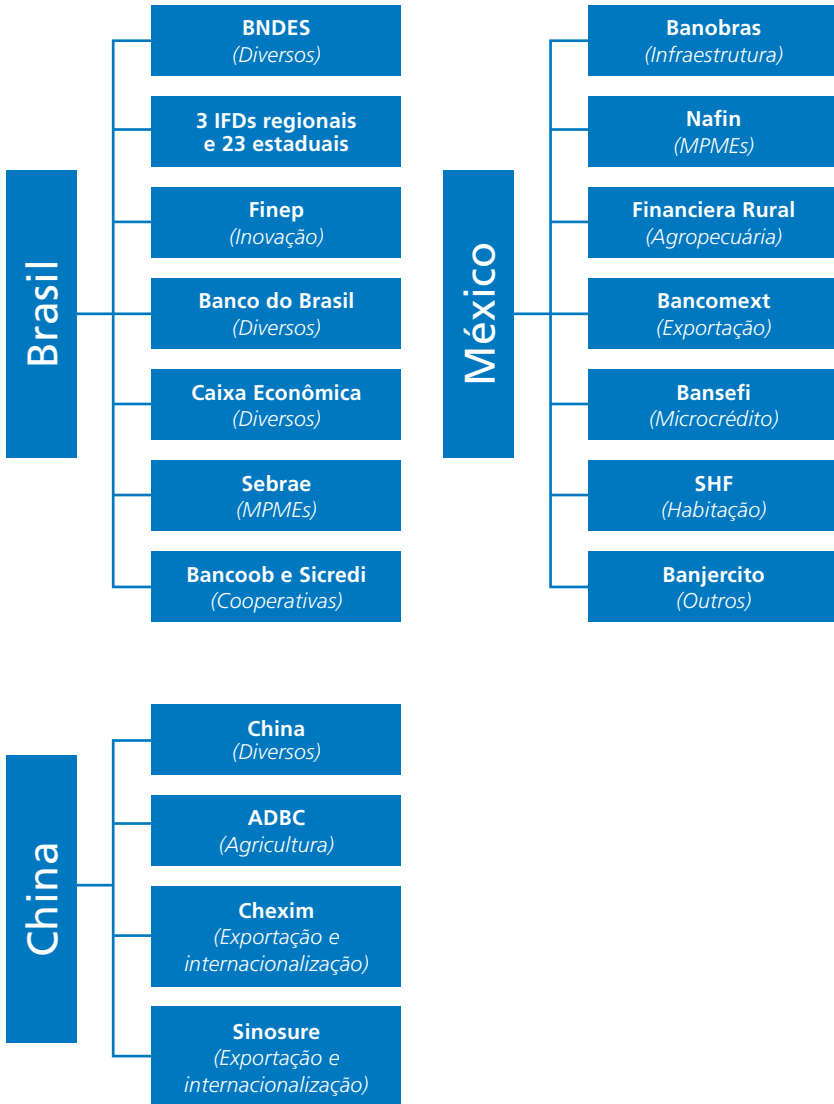 Brasil
BNDES
(Diversos)
3 IFDs regionais
e 23 estaduais
Finep
(Inovação)
Banco do Brasil
(Diversos)
Caixa Econômica
(Diversos)
Sebrae
(MPMEs)
Bancoob e Sicredi
(Cooperativas)
México
Banobras
(Infraestrutura)
Nafin
(MPMEs)
Financiera Rural
(Agropecuária)
Bancomext
(Exportação)
Bansefi
(Microcrédito)
SHF
(Habitação)
Banjercito
(Outros)
China
China
(Diversos)
ADBC
(Agricultura)
Chexim
(Exportação e
internacionalização)
Sinosure
(Exportação e
internacionalização)